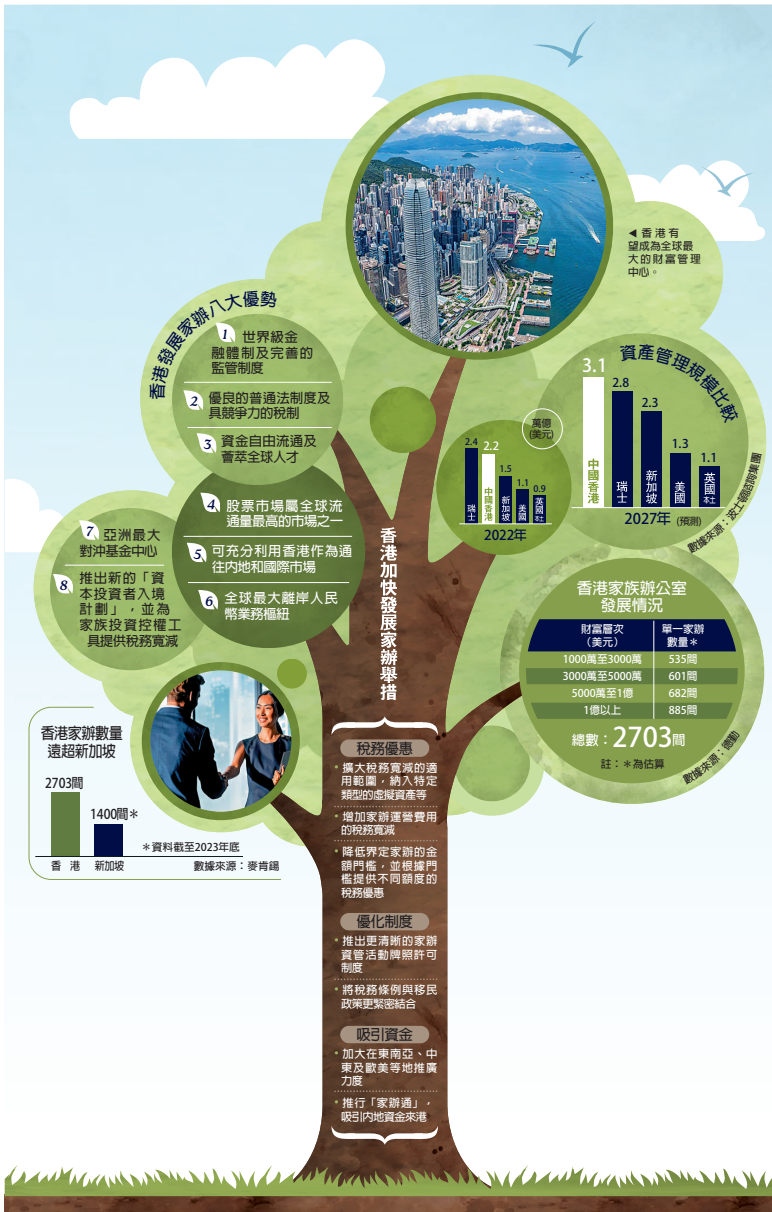 ◀香港有
望成為全球最
大的財富管理
中心。
香港發展家辦八大優勢
1 世界級金
融體制及完善的
監管制度
2 優良的普通法制度及
具競爭力的稅制
3 資金自由流通及
薈萃全球人才
4 股票市場屬全球流
通量最高的市場之一
5 可充分利用香港作為通
往內地和國際市場
6 全球最大離岸人民
幣業務樞紐
7 亞洲最大
對沖基金中心
8 推出新的「資
本投資者入境
計劃」，並為
家族投資控權工
具提供稅務寬減
資產管理規模比較
萬億
(美元)
2.4
2.2
1.5
1.1
0.9
瑞士
中國香港
新加坡
美國
英國本土
2022年
3.1
2.8
2.3
1.3
1.1
中國香港
瑞士
新加坡
美國
英國本土
2027年 (預測)
數據來源：波士頓諮詢集團
香港家族辦公室
發展情況
財富層次
（美元）
單一家辦
數量＊
1000萬至3000萬 535間
3000萬至5000萬 601間
5000萬至1億 682間
1億以上 885間
總數：2703間
註：＊為估算
數據來源：德勤
香港家辦數量
遠超新加坡
2703間
1400間＊
香 港 新加坡
＊資料截至2023年底
數據來源：麥肯錫
香港加快發展家辦舉措
稅務優惠
•擴大稅務寬減的適
用範圍，納入特定
類型的虛擬資產等
•增加家辦運營費用
的稅務寬減
•降低界定家辦的金
額門檻，並根據門
檻提供不同額度的
稅務優惠
優化制度
•推出更清晰的家辦
資管活動牌照許可
制度
•將稅務條例與移民
政策更緊密結合
吸引資金
•加大在東南亞、中
東及歐美等地推廣
力度
•推行「家辦通」，
吸引內地資金來港